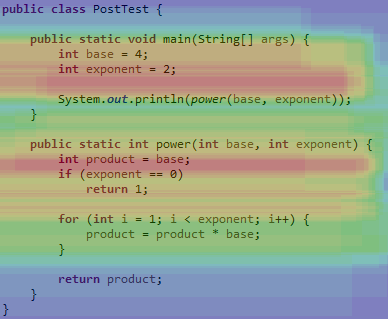 public class PostTest {
public static void main(String[] args) {
int base = 4;
int exponent = 2;
System.out.println(power(base, exponent));
}
public static int power(int base, int exponent) {
int product = base;
if (exponent == 0)
return 1;
for (int i = 1; i < exponent; i++) {
product = product * base;
}
return product;
}
}